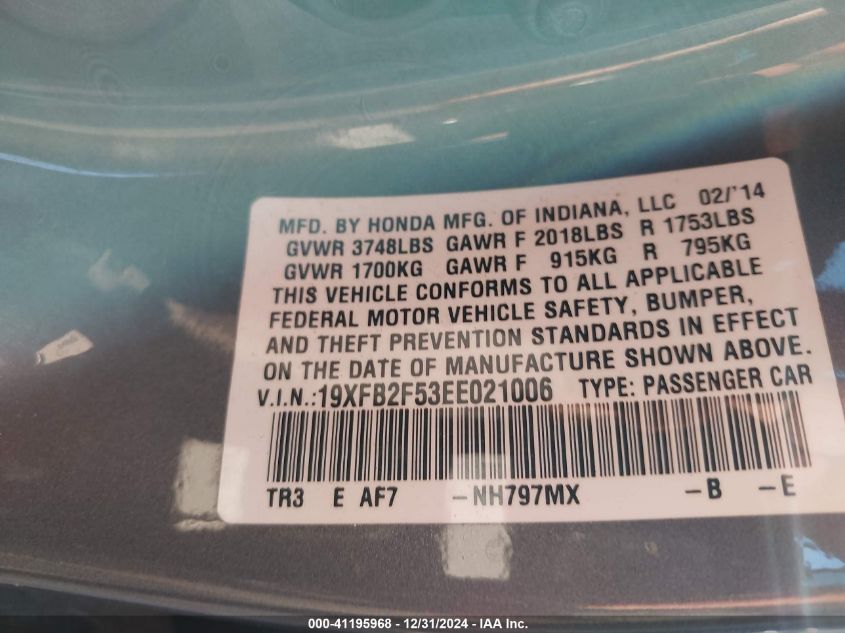 MFD. BY HONDA MFG. OF INDIANA, LLC 02/'14
GVWR 3748LBS GAWR F 2018LBS R 1753LBS
GVWR 1700KG GAWR F 915KG R 795KG
THIS VEHICLE CONFORMS TO ALL APPLICABLE
FEDERAL MOTOR VEHICLE SAFETY, BUMPER,
AND THEFT PREVENTION STANDARDS IN EFFECT
ON THE DATE OF MANUFACTURE SHOWN ABOVE.
V.I.N.:19XFB2F53EE021006 TYPE: PASSENGER CAR
TR3 E AF7 -NH797MX -B -E
000-41195968 - 12/31/2024 - IAA Inc.